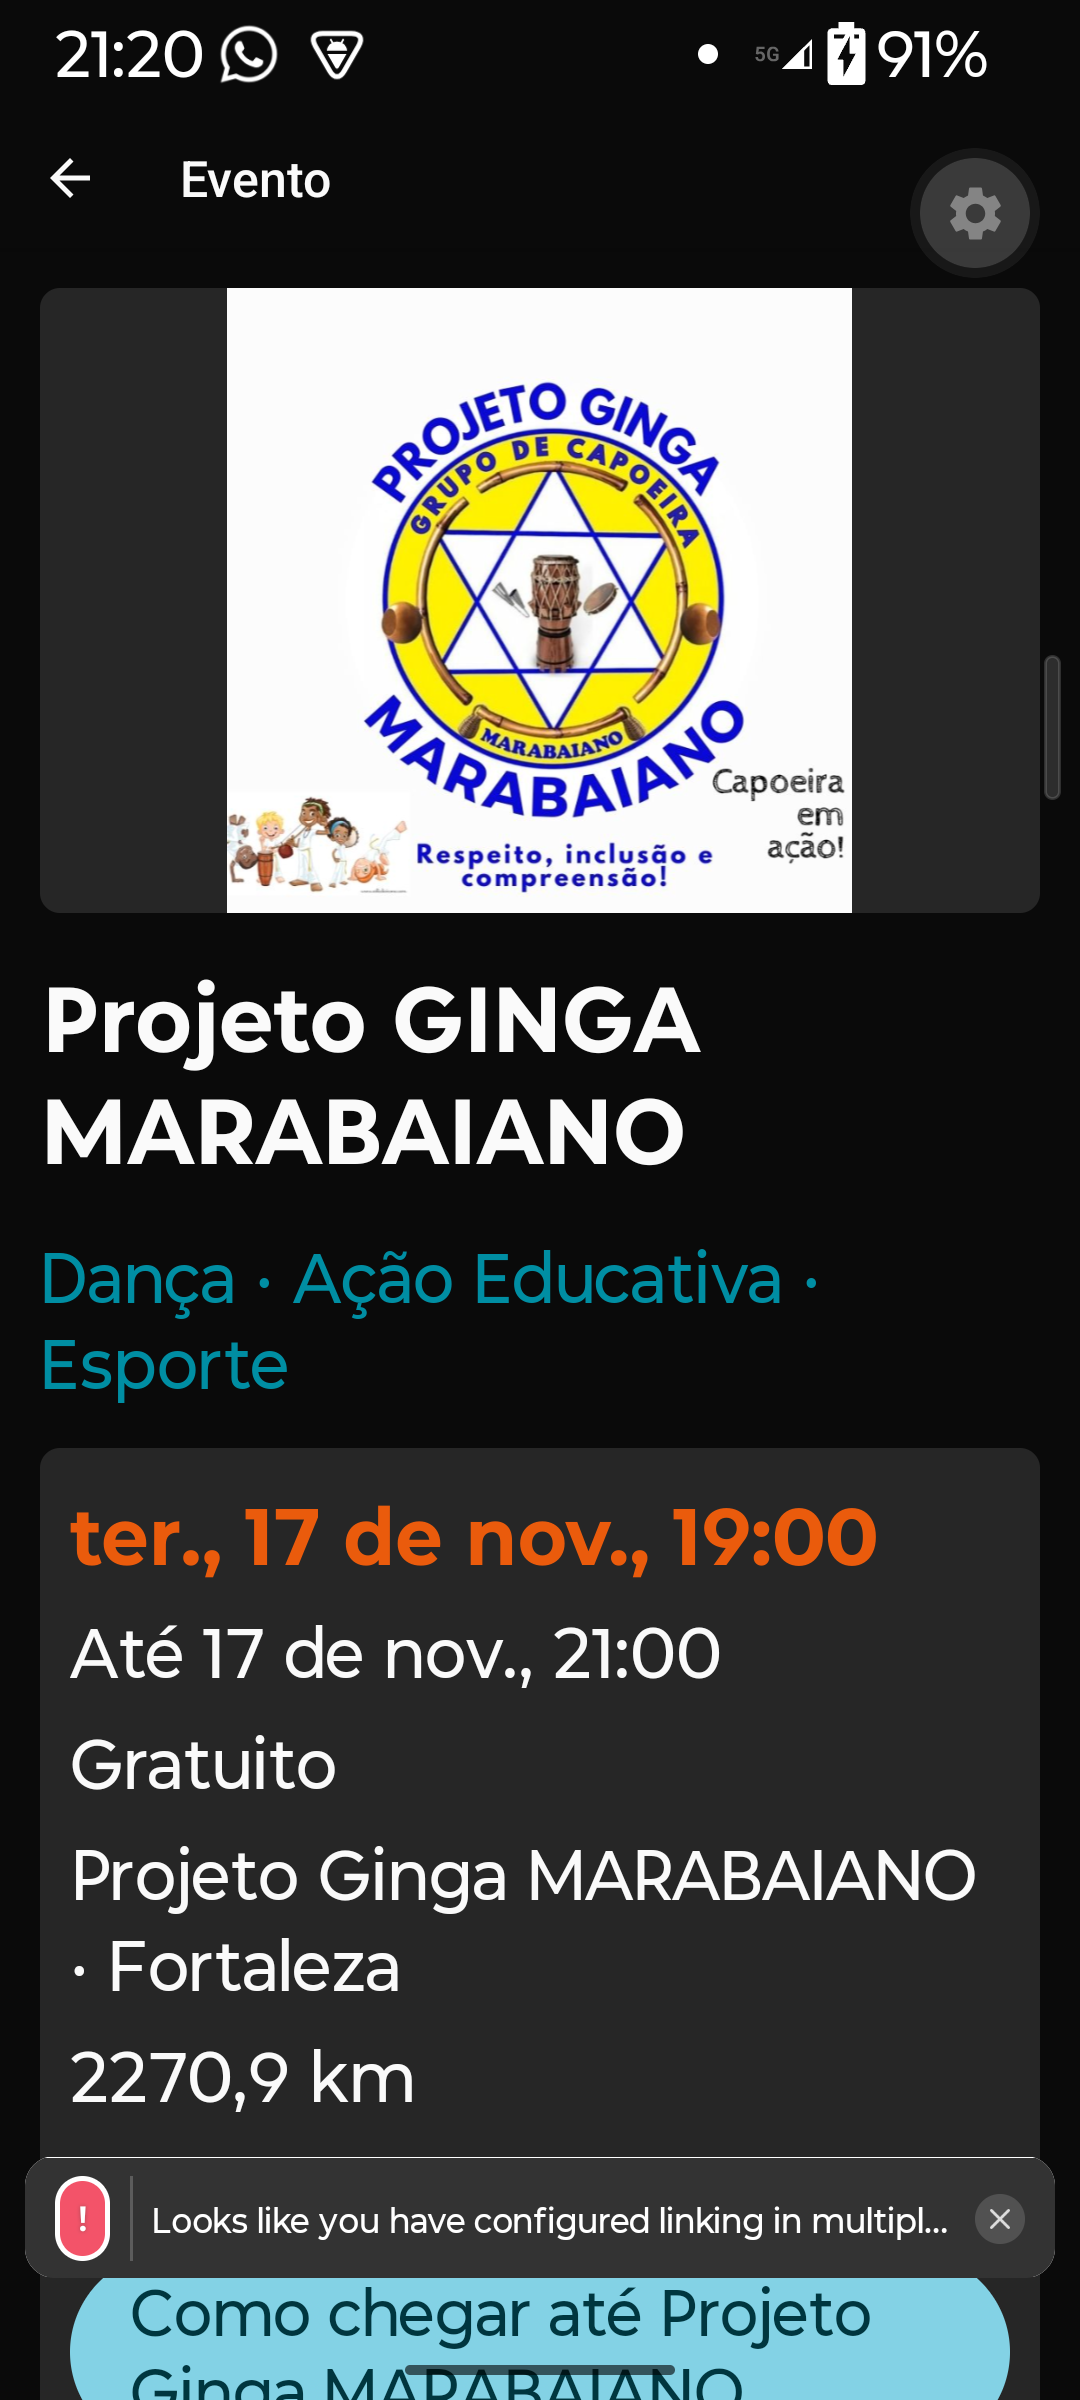 21:20
5G
91%
Evento
PROJETO GINGA
GRUPO DE CAPOEIRA
MARABAIANO
MARABAIANO
Capoeira
em
ação!
Respeito, inclusão e
compreensão!
Projeto GINGA
MARABAIANO
Dança · Ação Educativa ·
Esporte
ter., 17 de nov., 19:00
Até 17 de nov., 21:00
Gratuito
Projeto Ginga MARABAIANO
· Fortaleza
2270,9 km
! Looks like you have configured linking in multipl...
Como chegar até Projeto
Ginga MARABAIANO